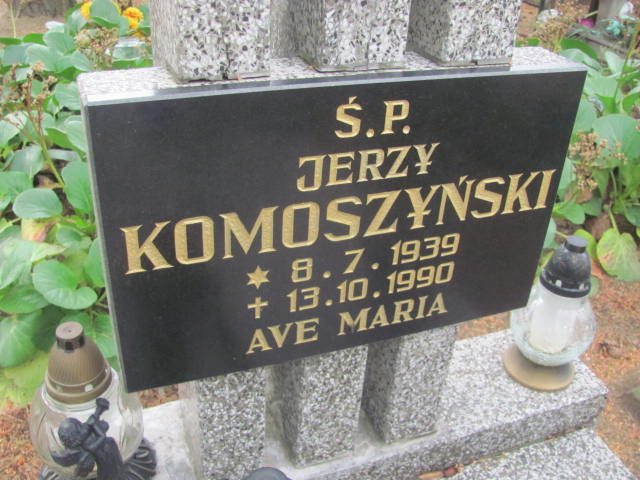 Ś.P.
JERZY
KOMOSZYŃSKI
* 8.7.1939
+ 13.10.1990
AVE MARIA